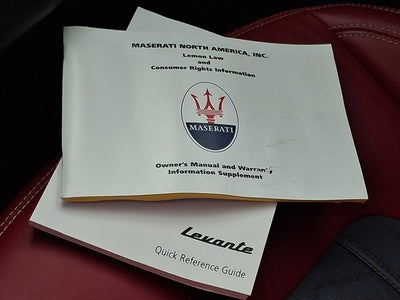 MASERATI NORTH AMERICA, INC.
Lemon Law
and
Consumer Rights Information
MASERATI
Owner's Manual and Warranty
Information Supplement
Levante
Quick Reference Guide